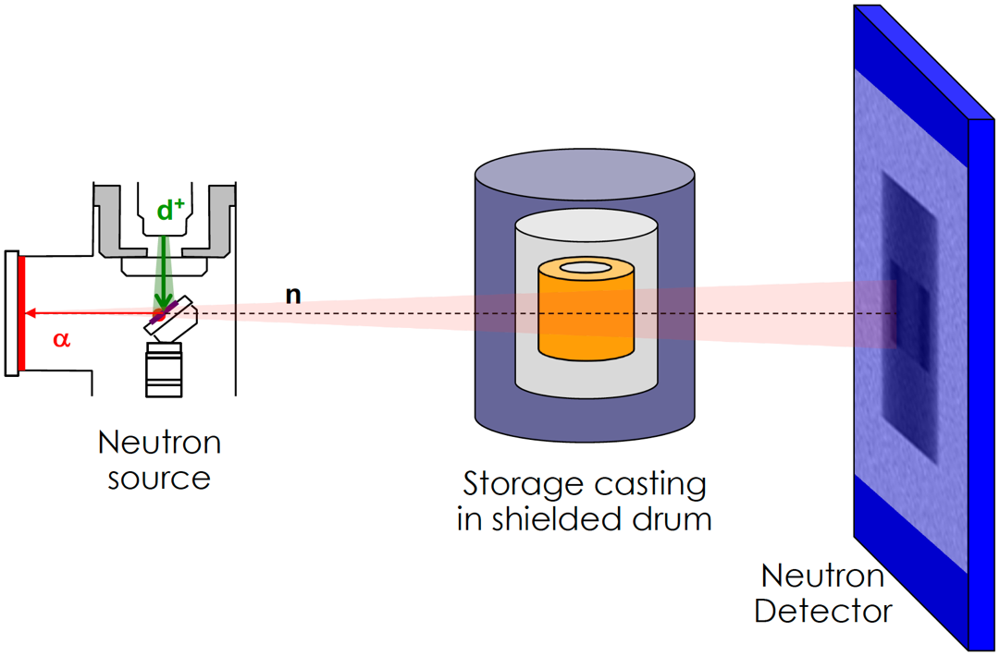 d+
n
α
Neutron
source
Storage casting
in shielded drum
Neutron
Detector